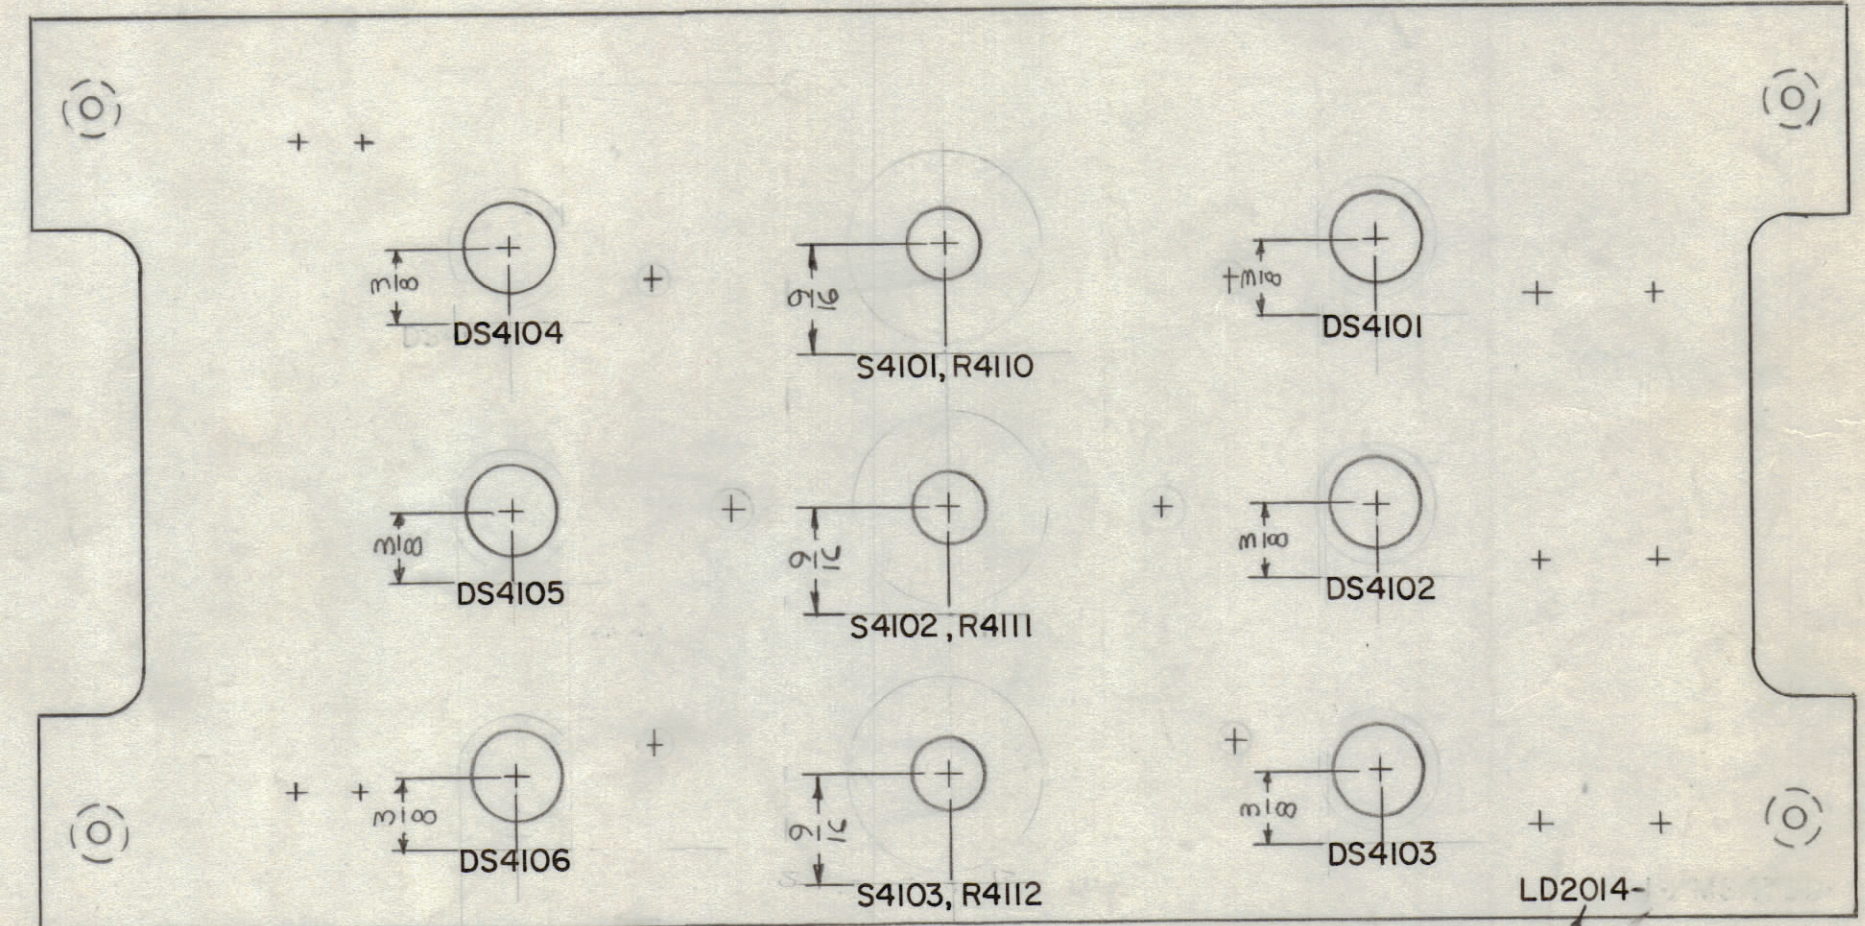 3/8
DS4104
9/16
S4101, R4110
3/8
DS4101
3/8
DS4105
9/16
S4102, R4111
3/8
DS4102
3/8
DS4106
9/16
S4103, R4112
3/8
DS4103
LD2014-